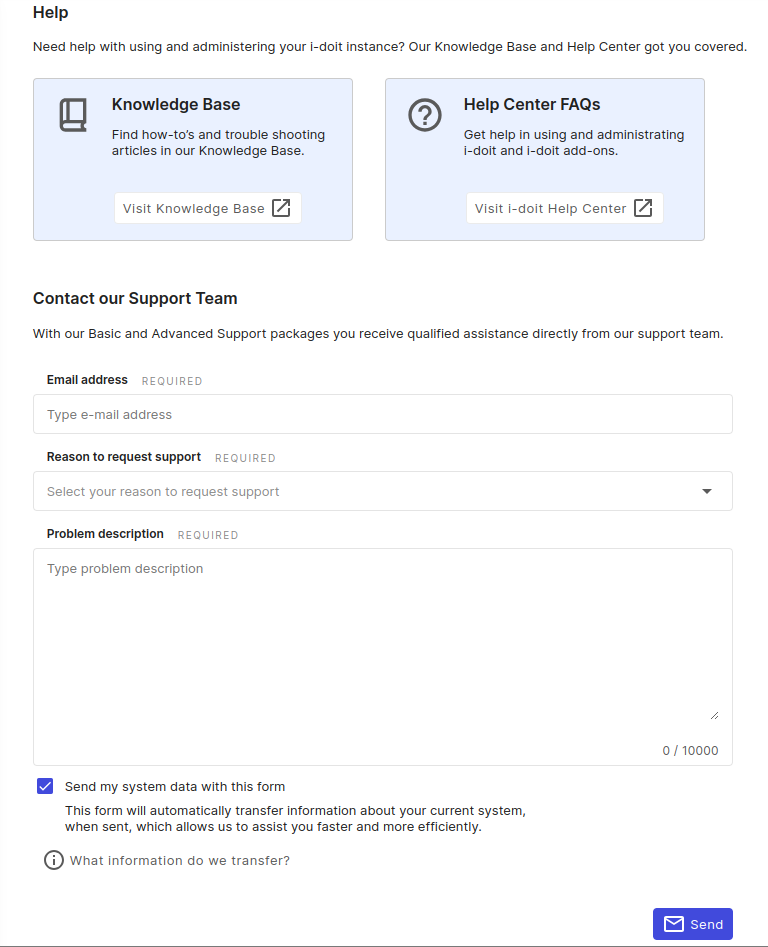 Help
Need help with using and administering your i-doit instance? Our Knowledge Base and Help Center got you covered.
Knowledge Base
Find how-to’s and trouble shooting
articles in our Knowledge Base.
Visit Knowledge Base
Help Center FAQs
Get help in using and administrating
i-doit and i-doit add-ons.
Visit i-doit Help Center
Contact our Support Team
With our Basic and Advanced Support packages you receive qualified assistance directly from our support team.
Email address REQUIRED
Type e-mail address
Reason to request support REQUIRED
Select your reason to request support
Problem description REQUIRED
Type problem description
0 / 10000
Send my system data with this form
This form will automatically transfer information about your current system,
when sent, which allows us to assist you faster and more efficiently.
What information do we transfer?
Send